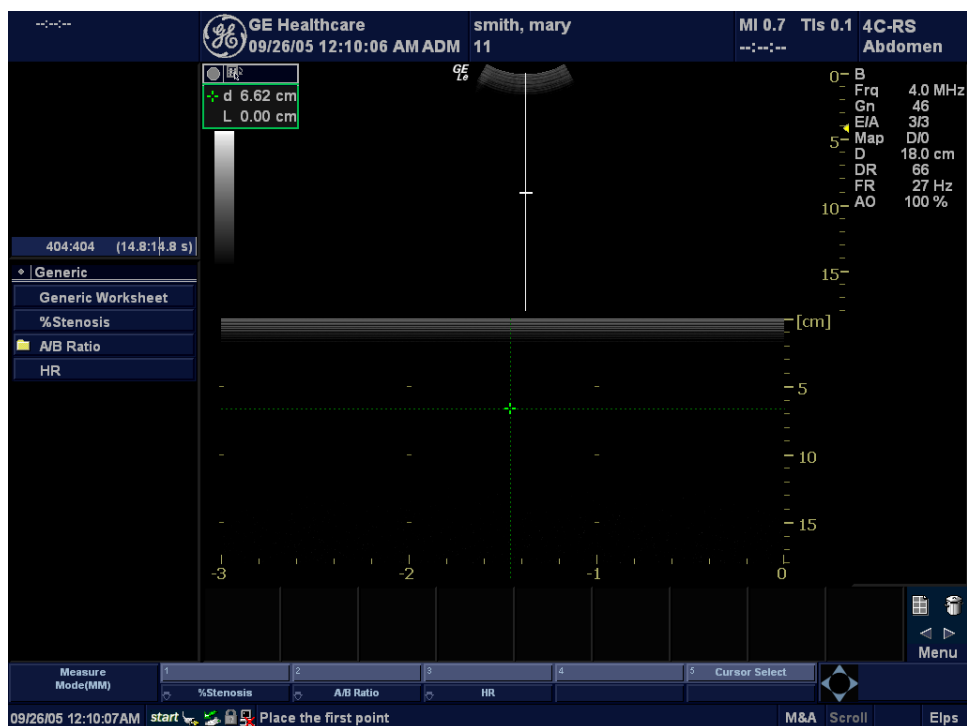 --:--:--
GE Healthcare
09/26/05 12:10:06 AM ADM
smith, mary
11
MI 0.7 TIs 0.1
--:--:--
4C-RS
Abdomen
d 6.62 cm
L 0.00 cm
GE
Le
0
5
10
15
B
Frq 4.0 MHz
Gn 46
E/A 3/3
Map D/0
D 18.0 cm
DR 66
FR 27 Hz
AO 100 %
404:404 (14.8:14.8 s)
Generic
Generic Worksheet
%Stenosis
A/B Ratio
HR
[cm]
5
10
15
-3 -2 -1 0
Menu
Measure
Mode(MM)
1 2 3 4 5 Cursor Select
%Stenosis A/B Ratio HR
09/26/05 12:10:07AM start Place the first point M&A Scroll Elps